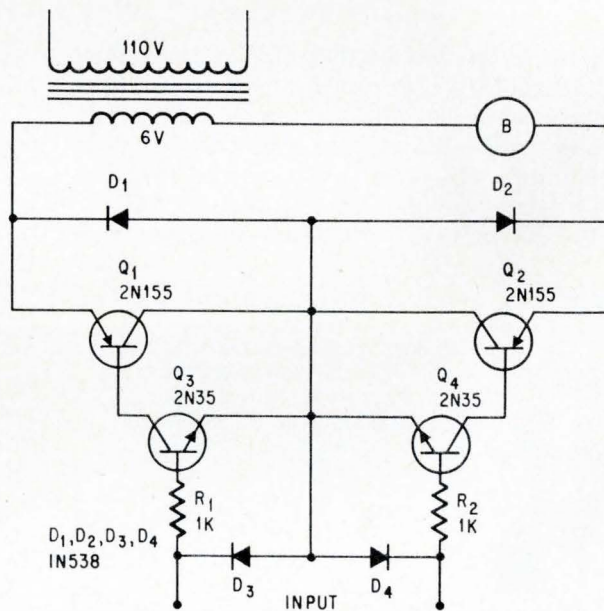 110 V
6V
B
D1
D2
Q1
2N155
Q2
2N155
Q3
2N35
Q4
2N35
R1
1K
R2
1K
D1, D2, D3, D4
IN538
D3
D4
INPUT